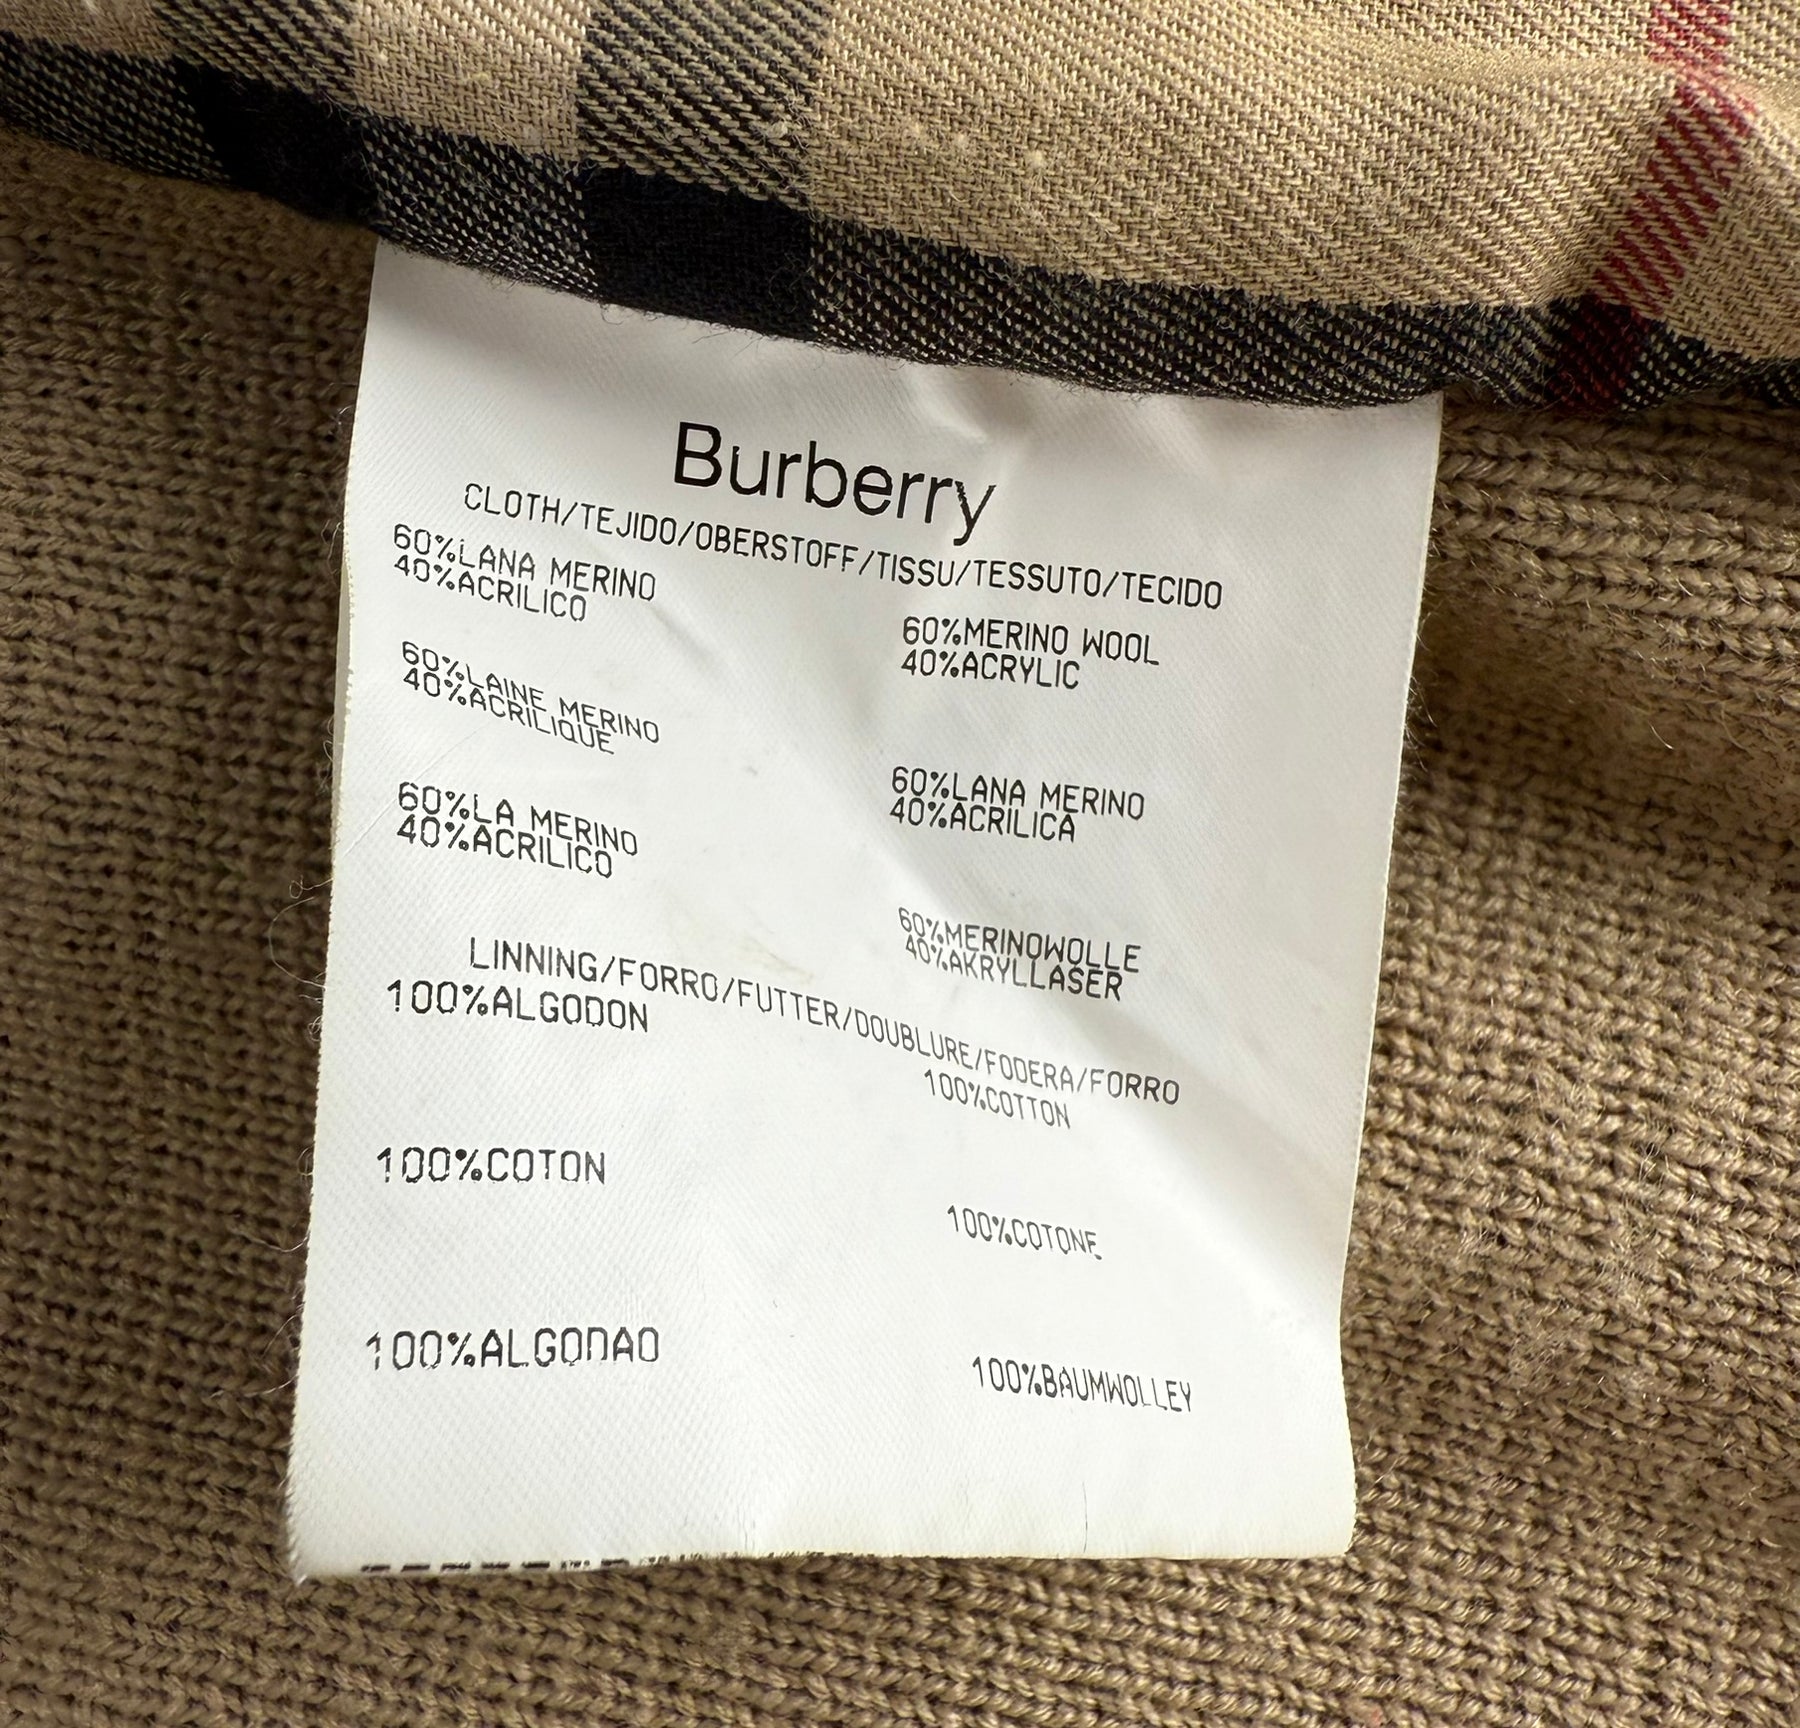 Burberry
CLOTH/TEJIDO/OBERSTOFF/TISSU/TESSUTO/TECIDO
60%LANA MERINO
40%ACRILICO
60%MERINO WOOL
40%ACRYLIC
60%LAINE MERINO
40%ACRILIQUE
60%LANA MERINO
40%ACRILICA
60%LA MERINO
40%ACRILICO
60%MERINOWOLLE
40%AKRYLLASER
LINNING/FORRO/FUTTER/DOUBLURE/FODERA/FORRO
100%ALGODON
100%COTTON
100%COTON
100%COTONE
100%ALGODAO
100%BAUMWOLLEY